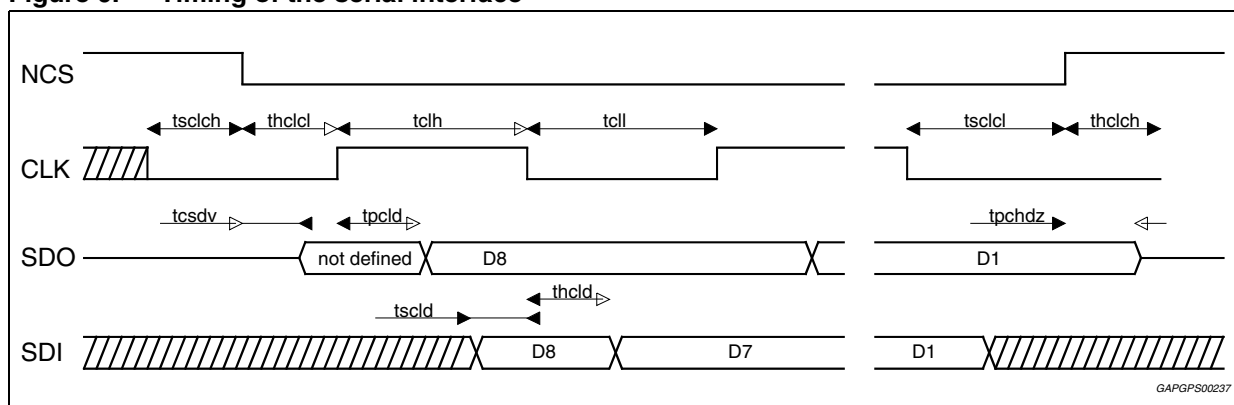 Figure 3. Timing of the serial interface
NCS
tsclch thclcl tclh tcll tsclcl thclch
CLK
tcsdv tpcld tpchdz
SDO not defined D8 D1
thcld
tscld
SDI D8 D7 D1
GAPGPS00237